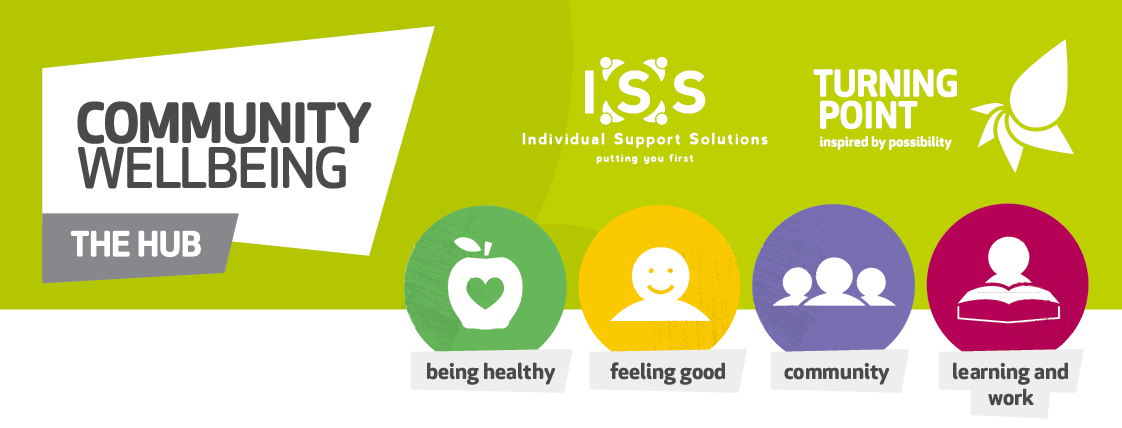 COMMUNITY
WELLBEING
THE HUB
ISS
Individual Support Solutions
putting you first
TURNING
POINT
inspired by possibility
being healthy
feeling good
community
learning and
work